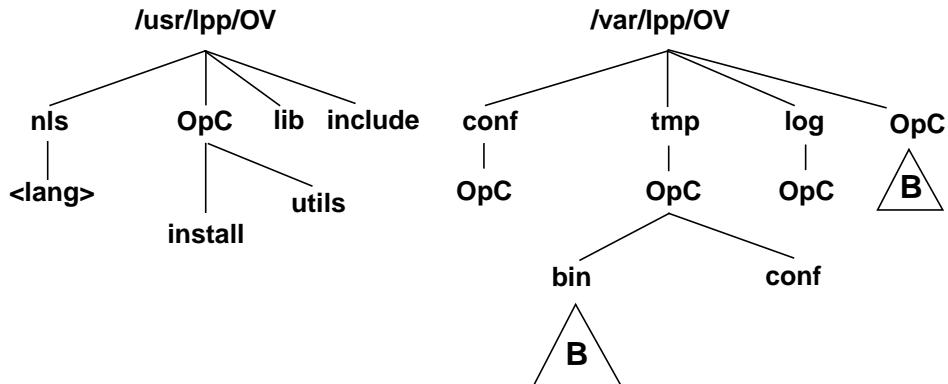 /usr/lpp/OV /var/lpp/OV
nls OpC lib include conf tmp log OpC
<lang> utils OpC OpC OpC B
install
bin conf
B